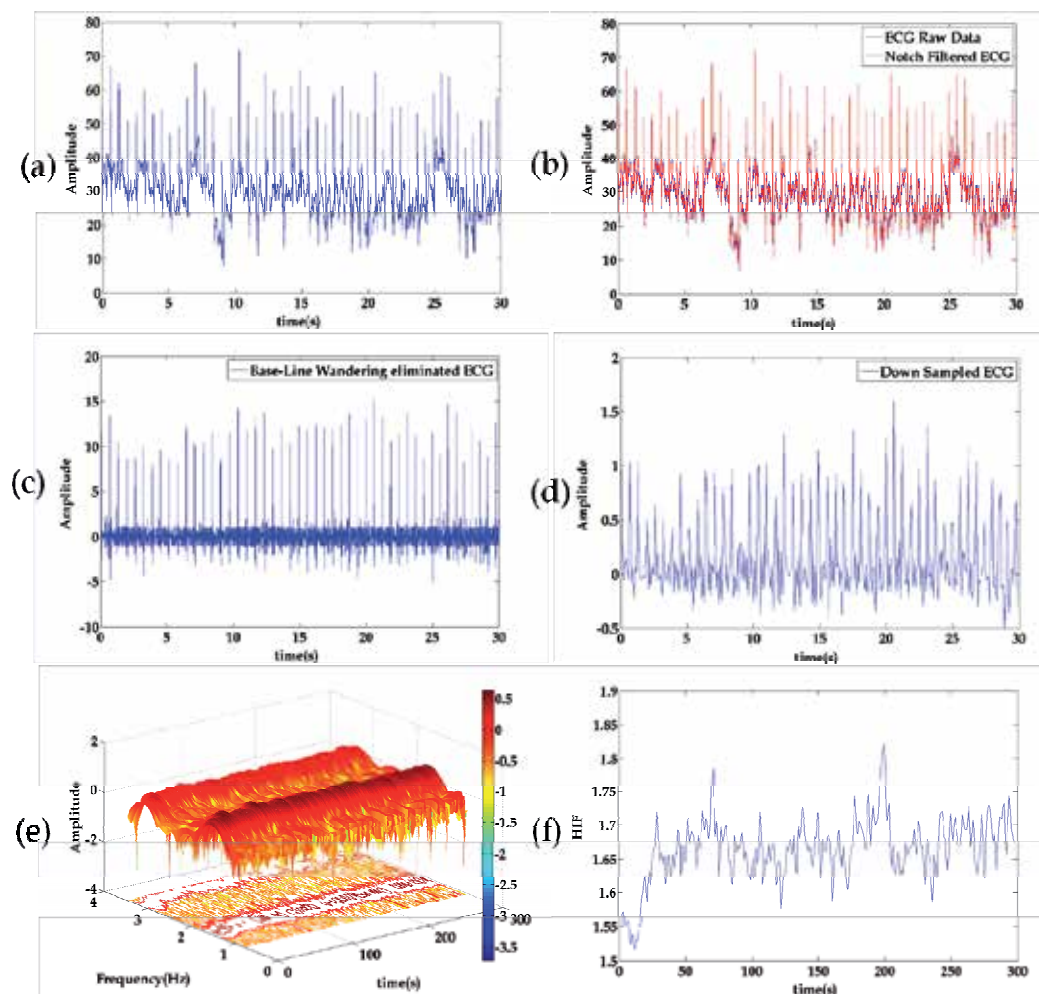 80
70
60
50
40
30
20
10
0
Amplitude
(a)
0 5 10 15 20 25 30
time(s)
80
70
60
50
40
30
20
10
0
Amplitude
(b)
ECG Raw Data
Notch Filtered ECG
0 5 10 15 20 25 30
time(s)
20
15
10
5
0
-5
-10
Amplitude
(c)
Base-Line Wandering eliminated ECG
0 5 10 15 20 25 30
time(s)
2
1.5
1
0.5
0
-0.5
Amplitude
(d)
Down Sampled ECG
0 5 10 15 20 25 30
time(s)
2
0
-2
-4
Amplitude
(e)
4 3 2 1 0
Frequency(Hz)
0 100 200 300
time(s)
0.5
0
-0.5
-1
-1.5
-2
-2.5
-3
-3.5
1.9
1.8
1.75
1.7
1.65
1.6
1.55
1.5
HIF
(f)
0 50 100 150 200 250 300
time(s)